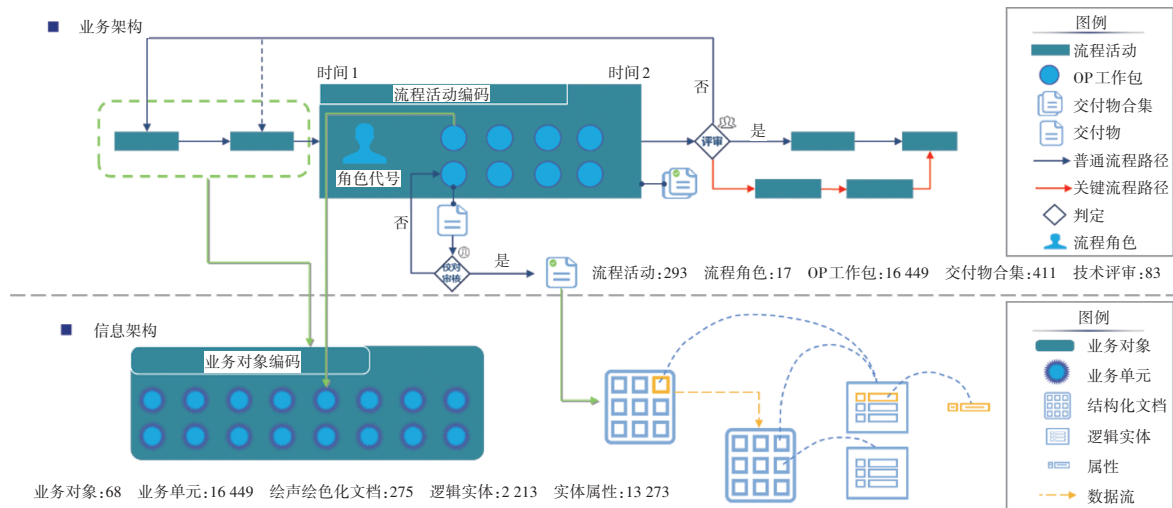 业务架构
时间1
时间2
流程活动编码
角色代号
否
是
校对
审核
否
评审
是
流程活动:293 流程角色:17 OP工作包:16 449 交付物合集:411 技术评审:83
图例
流程活动
OP工作包
交付物合集
交付物
普通流程路径
关键流程路径
判定
流程角色
信息架构
业务对象编码
业务对象:68 业务单元:16 449 绘声绘色化文档:275 逻辑实体:2 213 实体属性:13 273
图例
业务对象
业务单元
结构化文档
逻辑实体
属性
数据流